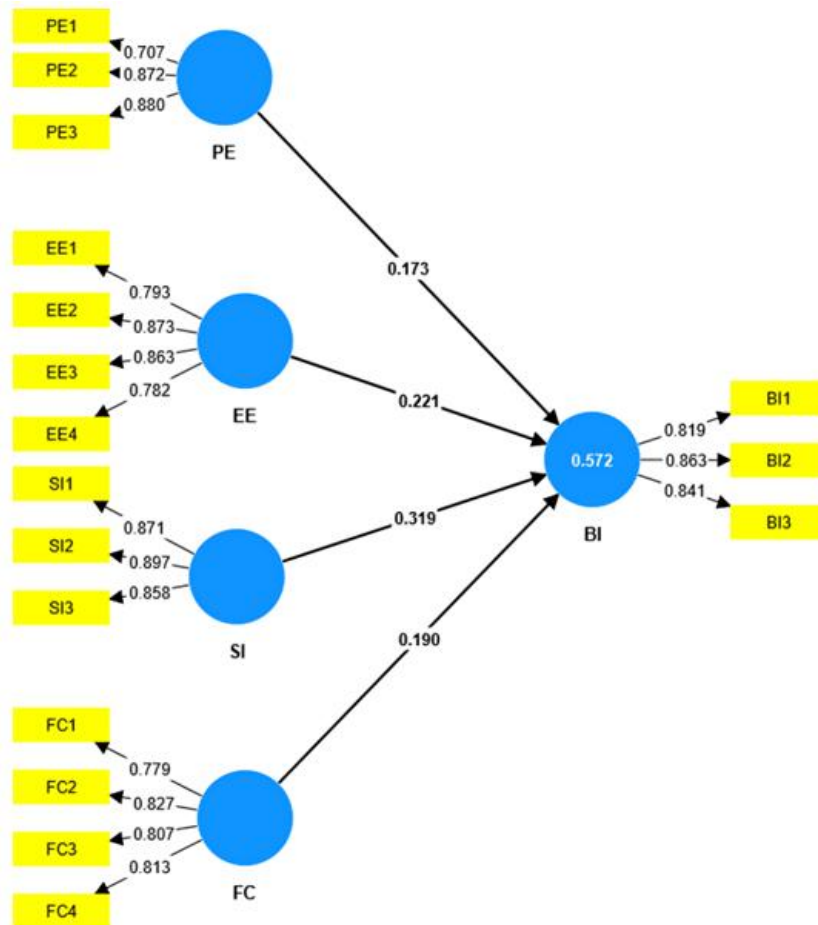 PE1
0.707
PE2
0.872
0.880
PE3
PE
EE1
0.793
EE2
0.873
EE3
0.863
0.782
EE4
EE
0.173
0.221
SI1
0.871
SI2
0.897
SI3
0.858
SI
0.319
0.190
FC1
0.779
FC2
0.827
FC3
0.807
0.813
FC4
FC
0.572
BI
0.819
BI1
0.863
BI2
0.841
BI3